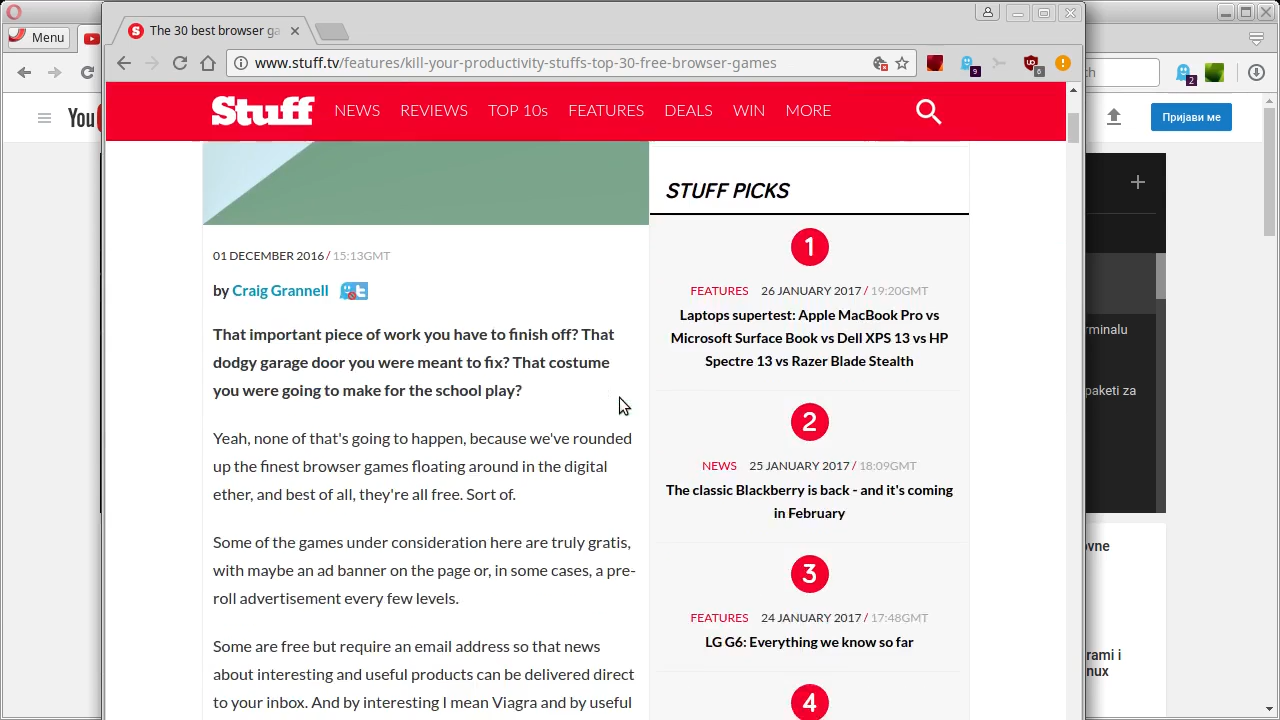 The 30 best browser ga
Menu
www.stuff.tv/features/kill-your-productivity-stuffs-top-30-free-browser-games
9
0
2
You
Stuff
NEWS REVIEWS TOP 10s FEATURES DEALS WIN MORE
Пријави ме
STUFF PICKS
01 DECEMBER 2016 / 15:13GMT
by Craig Grannell
That important piece of work you have to finish off? That
dodgy garage door you were meant to fix? That costume
you were going to make for the school play?
Yeah, none of that's going to happen, because we've rounded
up the finest browser games floating around in the digital
ether, and best of all, they're all free. Sort of.
Some of the games under consideration here are truly gratis,
with maybe an ad banner on the page or, in some cases, a pre-
roll advertisement every few levels.
Some are free but require an email address so that news
about interesting and useful products can be delivered direct
to your inbox. And by interesting I mean Viagra and by useful
1
FEATURES 26 JANUARY 2017 / 19:20GMT
Laptops supertest: Apple MacBook Pro vs
Microsoft Surface Book vs Dell XPS 13 vs HP
Spectre 13 vs Razer Blade Stealth
2
NEWS 25 JANUARY 2017 / 18:09GMT
The classic Blackberry is back - and it's coming
in February
3
FEATURES 24 JANUARY 2017 / 17:48GMT
LG G6: Everything we know so far
4
erminalu
paketi za
ovne
rami i
nux